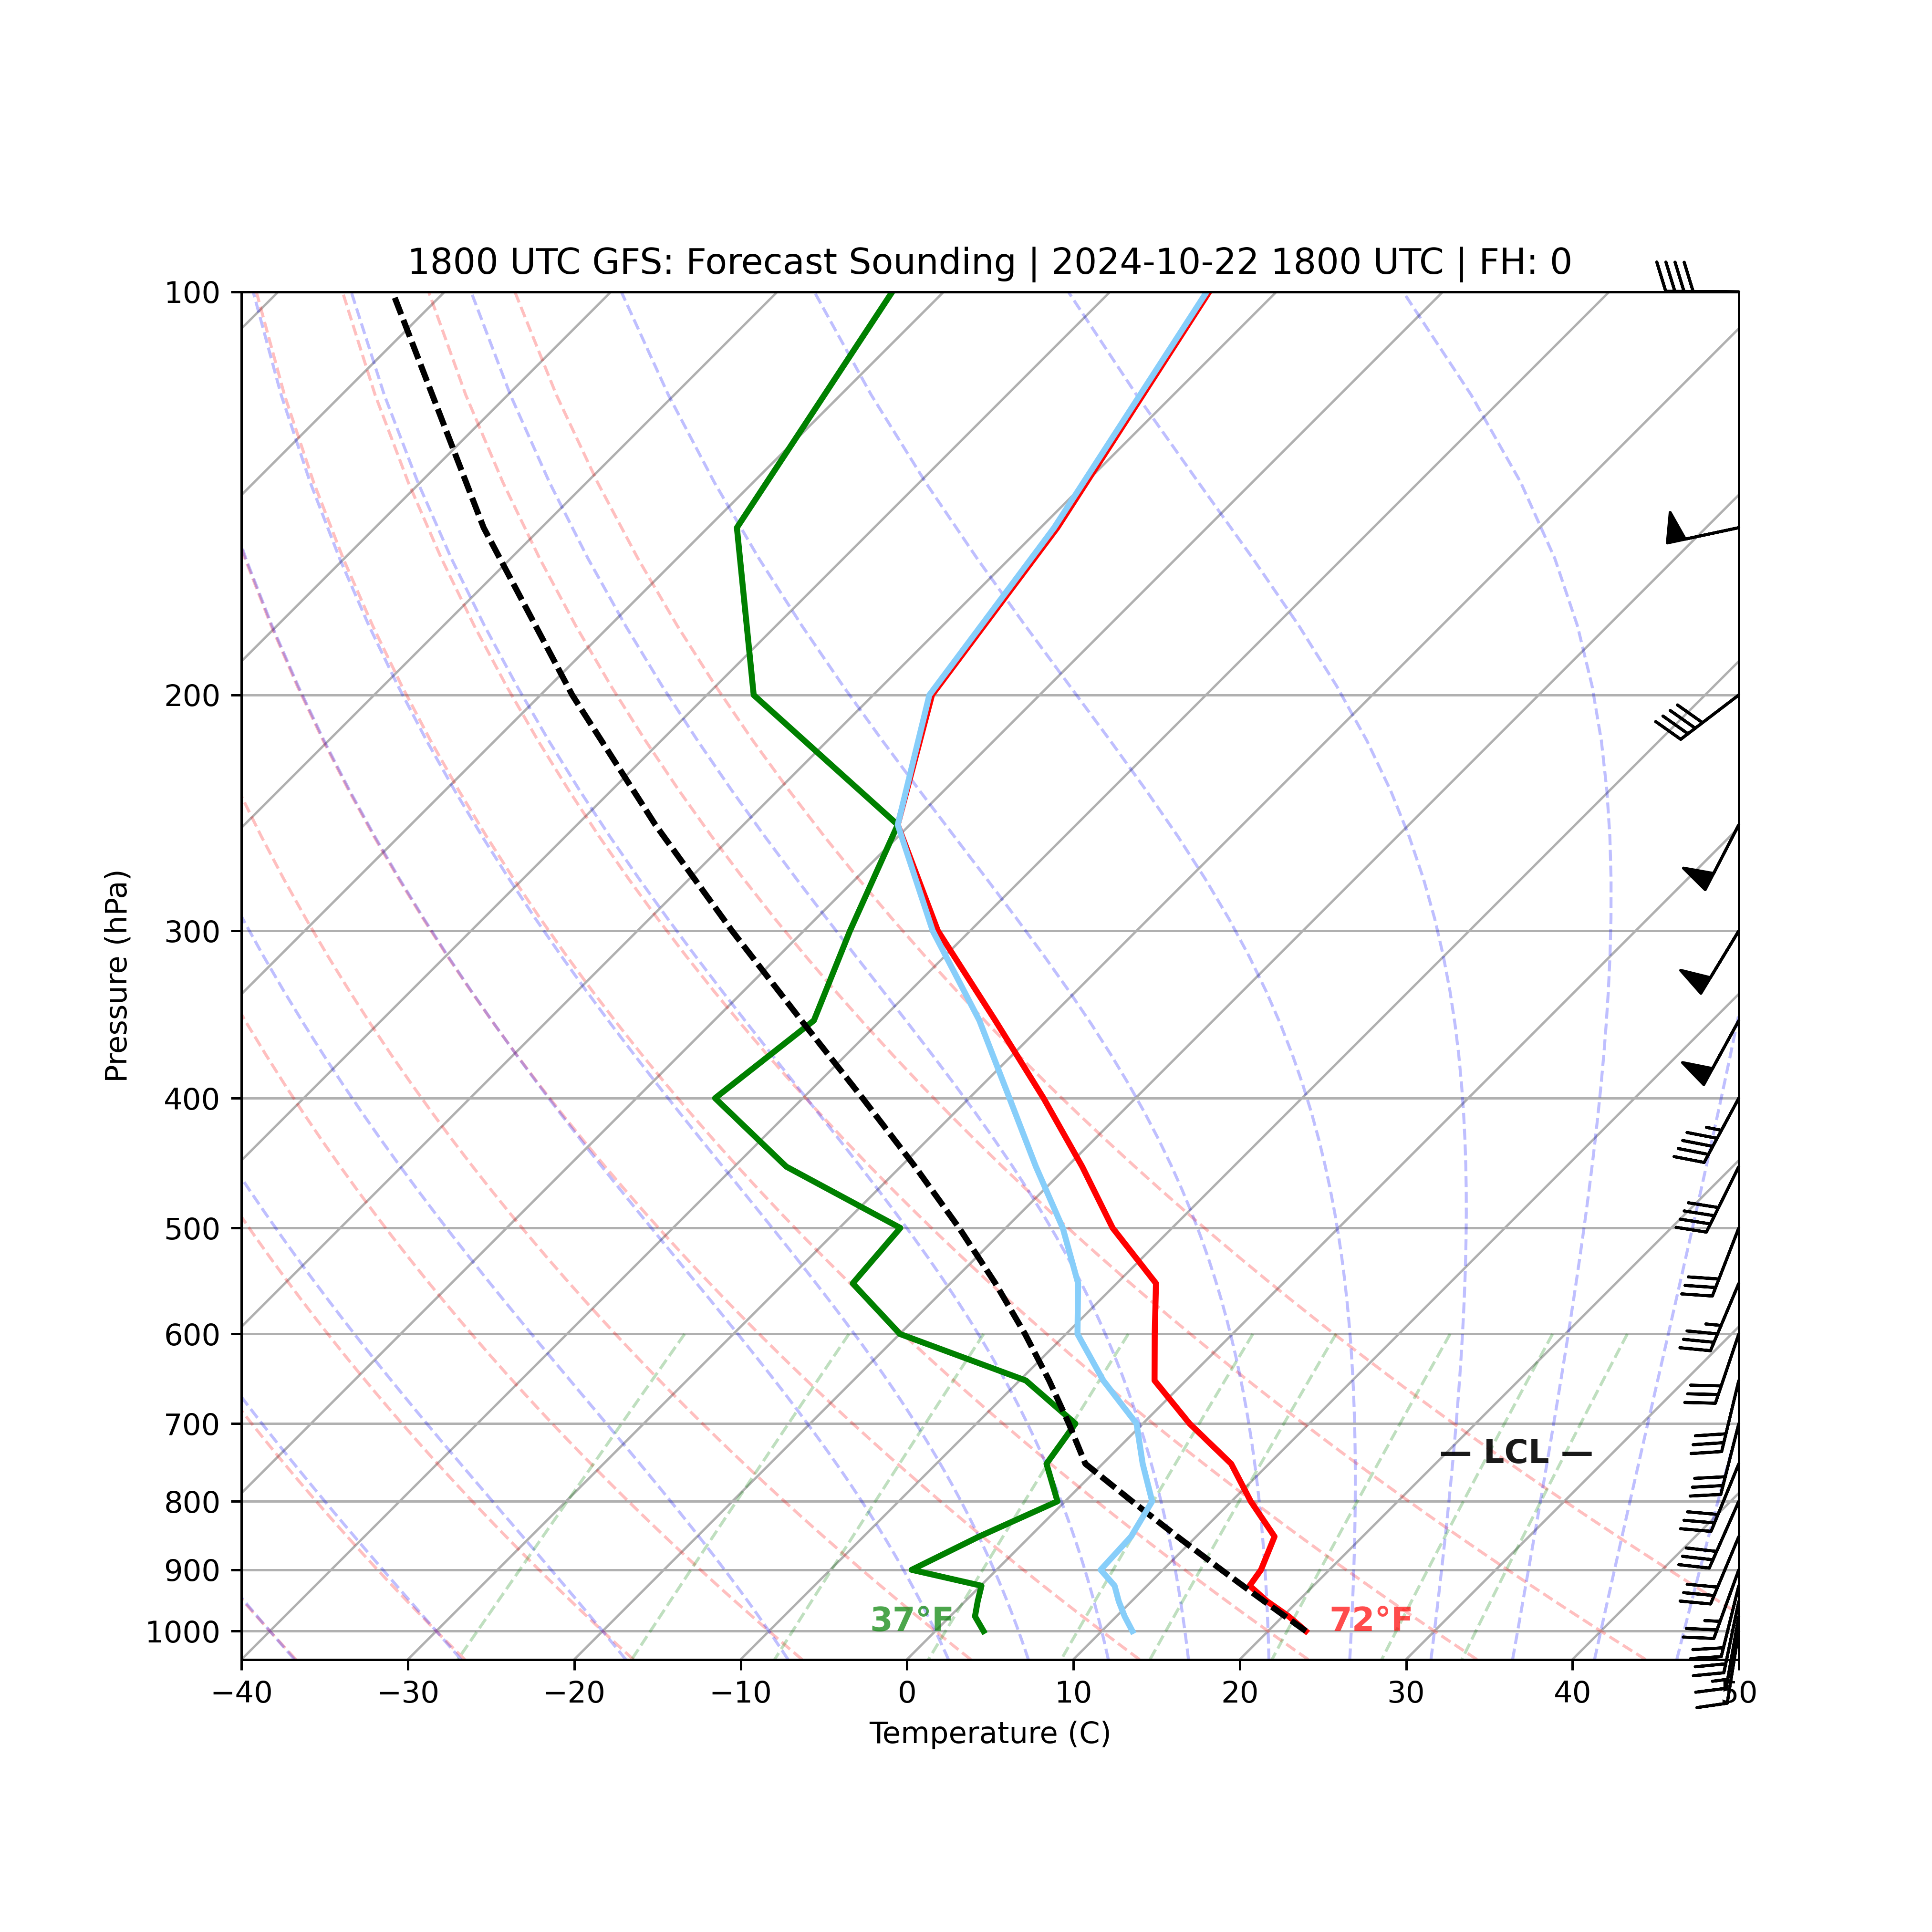 1800 UTC GFS: Forecast Sounding | 2024-10-22 1800 UTC | FH: 0
100
200
300
400
500
600
700
800
900
1000
Pressure (hPa)
— LCL —
37°F
72°F
−40 −30 −20 −10 0 10 20 30 40 50
Temperature (C)